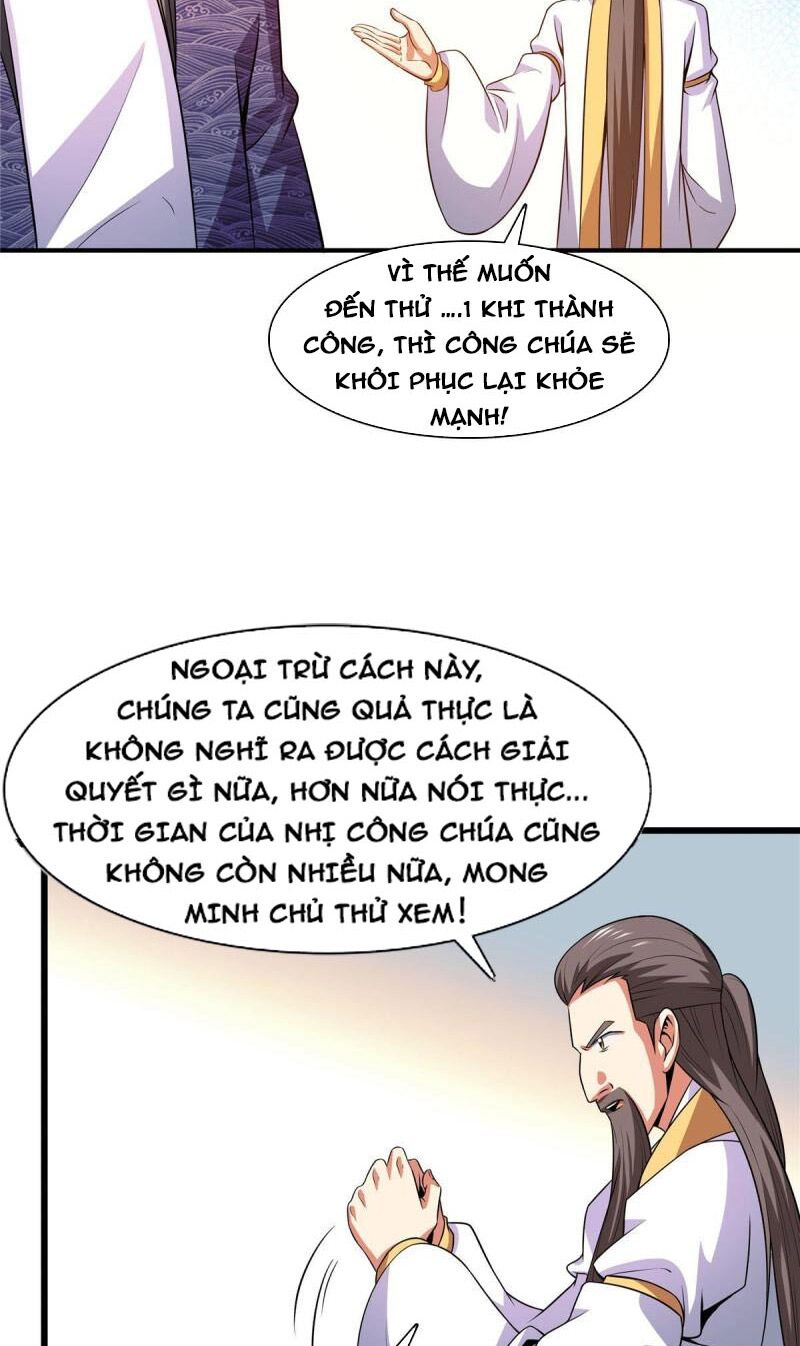 VÌ THẾ MUỐN
ĐẾN THỬ ....1 KHI THÀNH
CÔNG, THÌ CÔNG CHÚA SẼ
KHÔI PHỤC LẠI KHỎE
MẠNH!
NGOẠI TRỪ CÁCH NÀY,
CHÚNG TA CŨNG QUẢ THỰC LÀ
KHÔNG NGHĨ RA ĐƯỢC CÁCH GIẢI
QUYẾT GÌ NỮA, HƠN NỮA NÓI THỰC...
THỜI GIAN CỦA NHỊ CÔNG CHÚA CŨNG
KHÔNG CÒN NHIỀU NỮA, MONG
MINH CHỦ THỬ XEM!